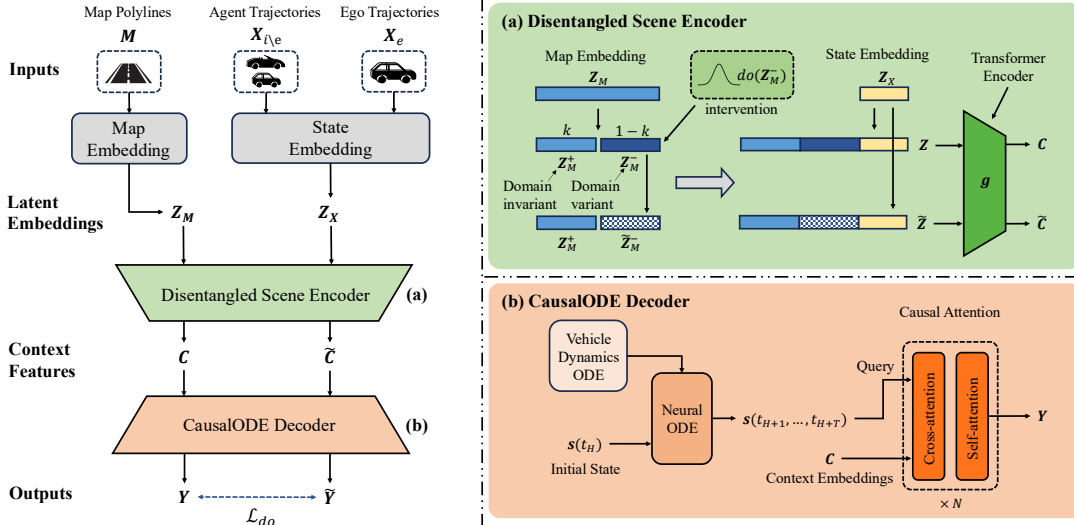 Map Polylines
M
Agent Trajectories
X_{i\e}
Ego Trajectories
X_e
Inputs
Map
Embedding
State
Embedding
Latent
Embeddings
Z_M
Z_X
Disentangled Scene Encoder
(a)
Context
Features
C
C̃
CausalODE Decoder
(b)
Outputs
Y
Ỹ
ℒ_{do}
(a) Disentangled Scene Encoder
Map Embedding
Z_M
do(Z_M^-)
intervention
State Embedding
Z_X
Transformer
Encoder
k
1 − k
Z_M^+
Z_M^-
Domain
invariant
Domain
variant
Z_M^+
Z̃_M^-
Z
Z̃
g
C
C̃
(b) CausalODE Decoder
Vehicle
Dynamics
ODE
Neural
ODE
s(t_H)
Initial State
s(t_{H+1}, …, t_{H+T})
Causal Attention
Query
C
Context Embeddings
Cross-attention
Self-attention
× N
Y